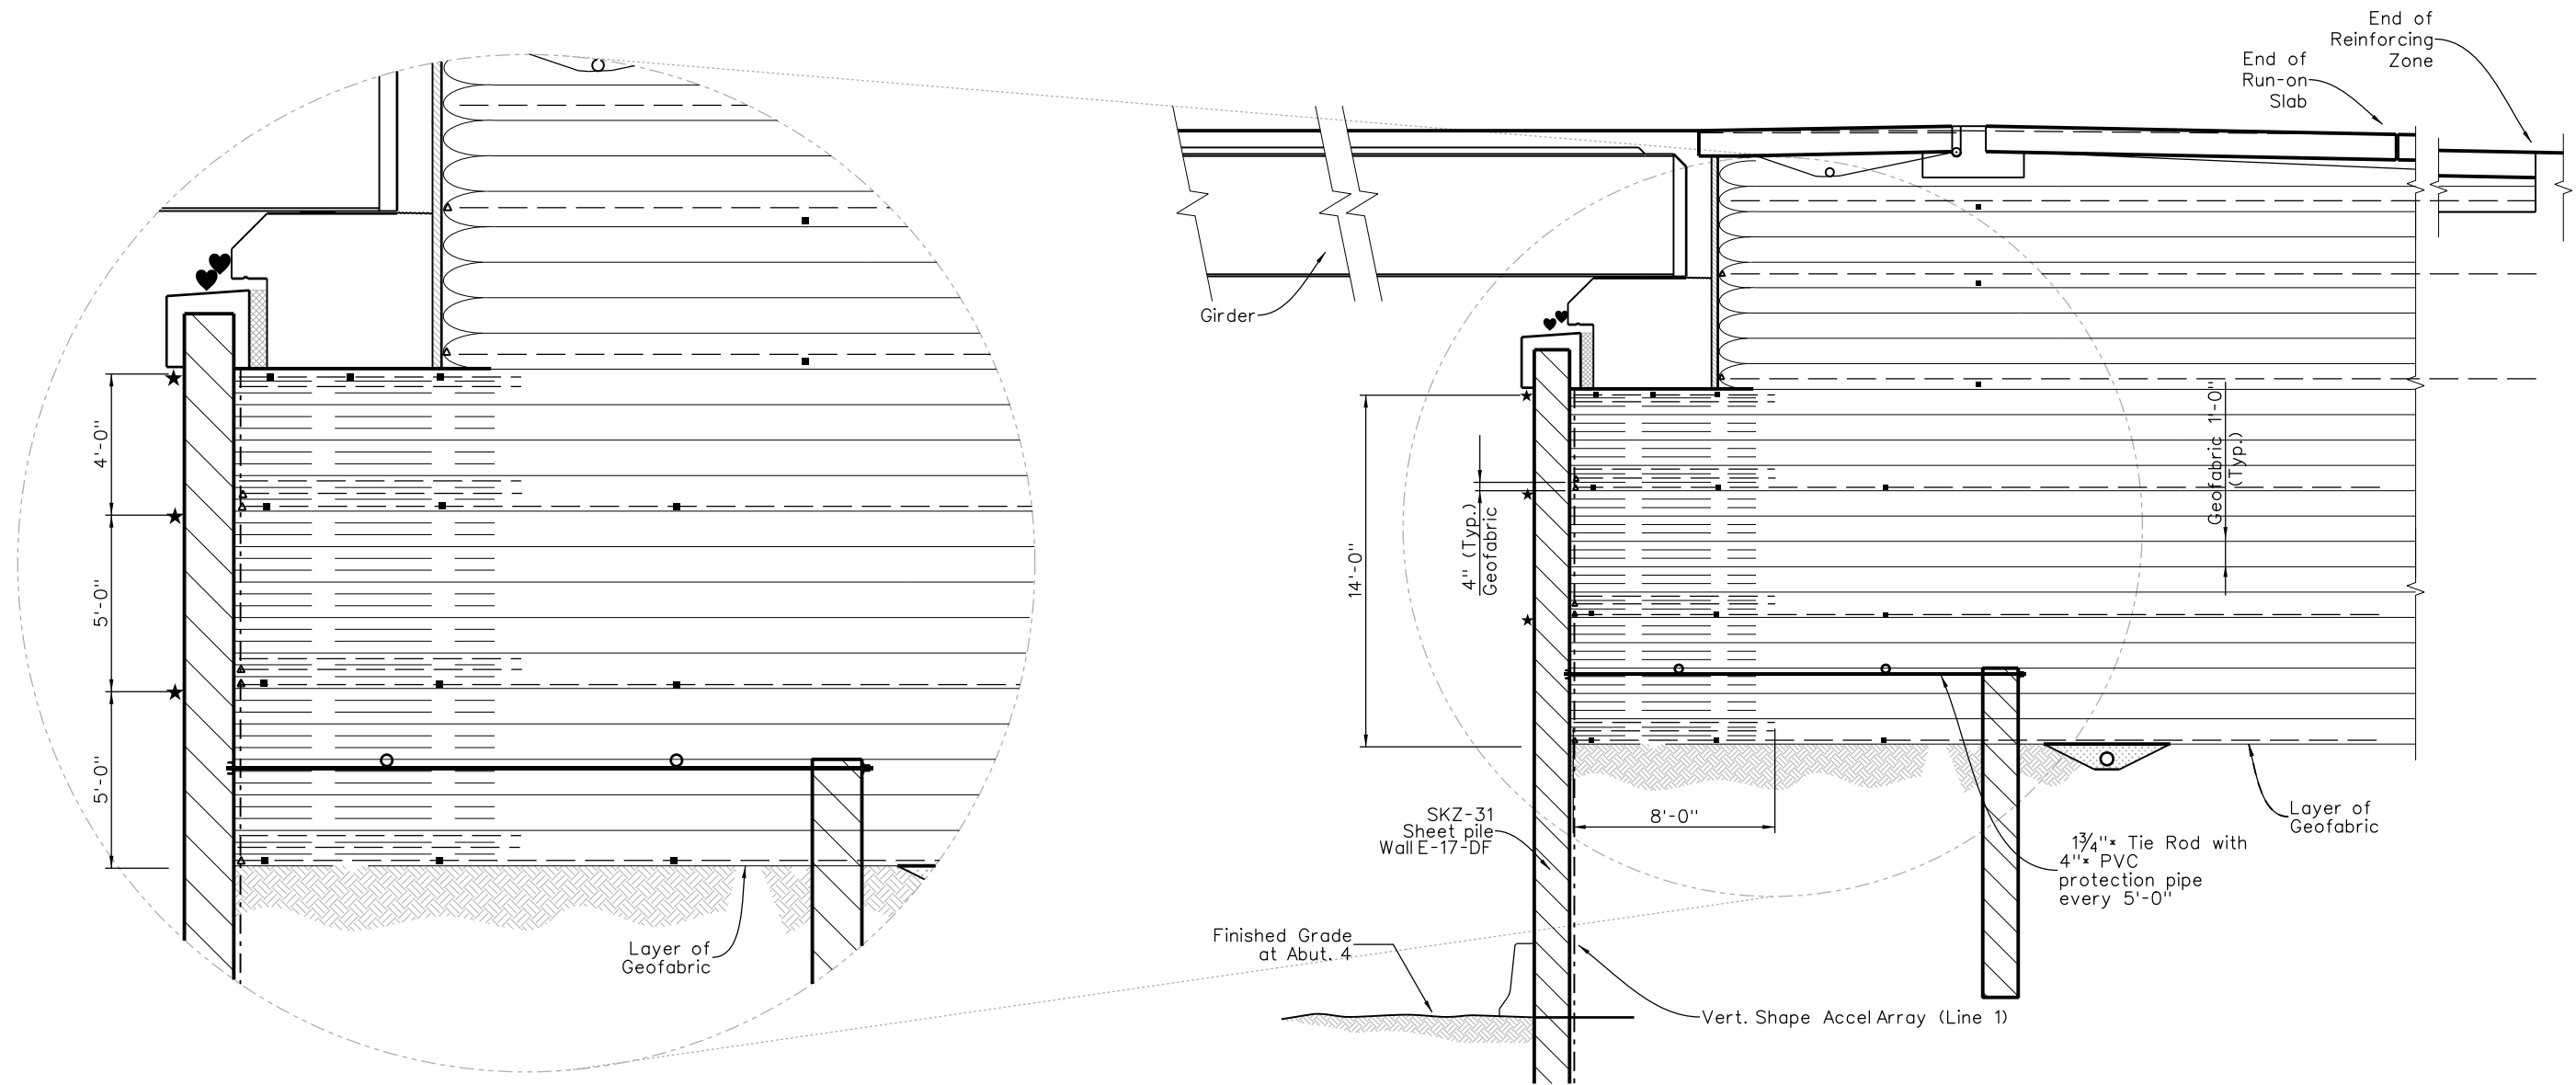 End of
Reinforcing
Zone
End of
Run-on
Slab
Girder
4'-0"
5'-0"
5'-0"
Layer of
Geofabric
14'-0"
4" (Typ.)
Geofabric
Geofabric 1'-0"
(Typ.)
8'-0"
SKZ-31
Sheet pile
Wall E-17-DF
Layer of
Geofabric
1¾"× Tie Rod with
4"× PVC
protection pipe
every 5'-0"
Finished Grade
at Abut. 4
Vert. Shape Accel Array (Line 1)